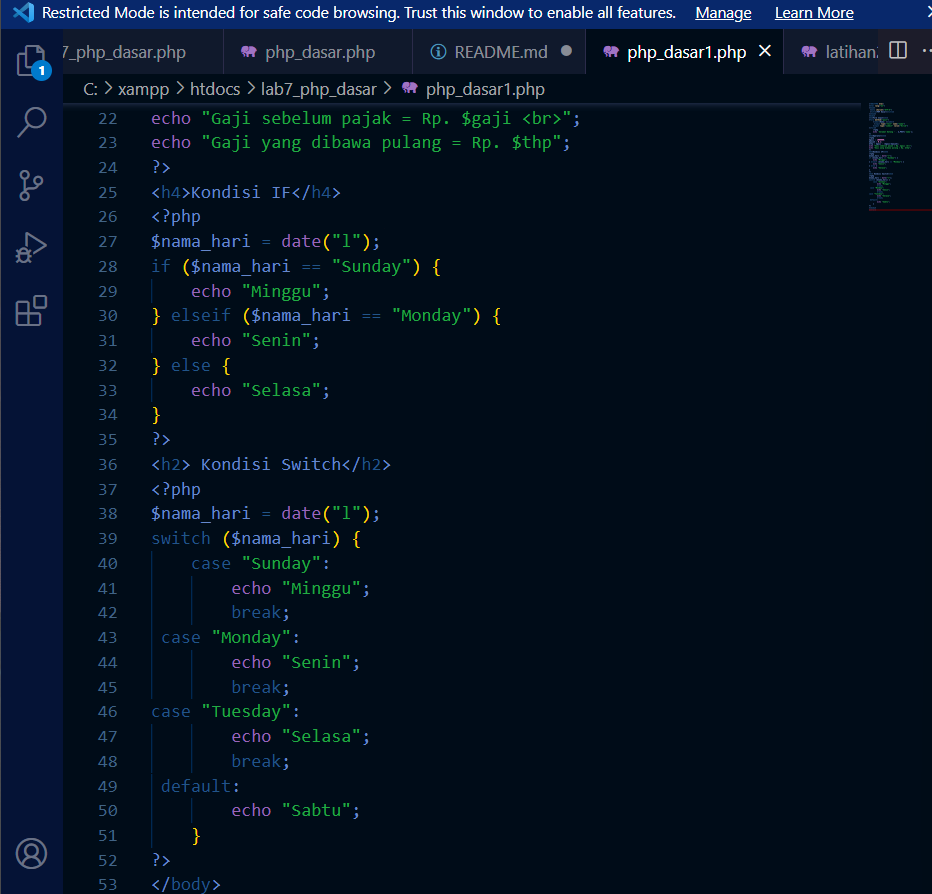 Restricted Mode is intended for safe code browsing. Trust this window to enable all features. Manage Learn More
7_php_dasar.php php_dasar.php README.md php_dasar1.php latihan
1
C: > xampp > htdocs > lab7_php_dasar > php_dasar1.php
22 echo "Gaji sebelum pajak = Rp. $gaji <br>";
23 echo "Gaji yang dibawa pulang = Rp. $thp";
24 ?>
25 <h4>Kondisi IF</h4>
26 <?php
27 $nama_hari = date("l");
28 if ($nama_hari == "Sunday") {
29 echo "Minggu";
30 } elseif ($nama_hari == "Monday") {
31 echo "Senin";
32 } else {
33 echo "Selasa";
34 }
35 ?>
36 <h2> Kondisi Switch</h2>
37 <?php
38 $nama_hari = date("l");
39 switch ($nama_hari) {
40 case "Sunday":
41 echo "Minggu";
42 break;
43 case "Monday":
44 echo "Senin";
45 break;
46 case "Tuesday":
47 echo "Selasa";
48 break;
49 default:
50 echo "Sabtu";
51 }
52 ?>
53 </body>